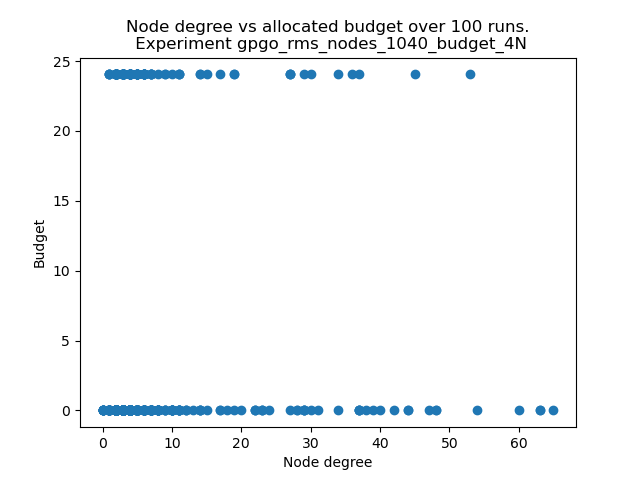 Node degree vs allocated budget over 100 runs.
Experiment gpgo_rms_nodes_1040_budget_4N
25
20
15
10
5
0
Budget
0 10 20 30 40 50 60
Node degree